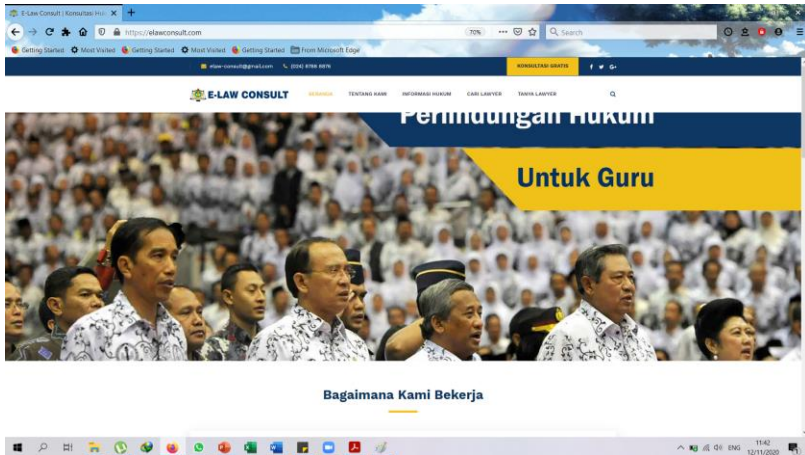 E-Law Consult | Konsultasi Huk
https://elawconsult.com
70%
Search
Getting Started
Most Visited
Getting Started
Most Visited
Getting Started
From Microsoft Edge
KONSULTASI GRATIS
E-LAW CONSULT
BERANDA
TENTANG KAMI
INFORMASI HUKUM
CARI LAWYER
TANYA LAWYER
Perlindungan Hukum
Untuk Guru
Bagaimana Kami Bekerja
ENG
11:42
12/11/2020